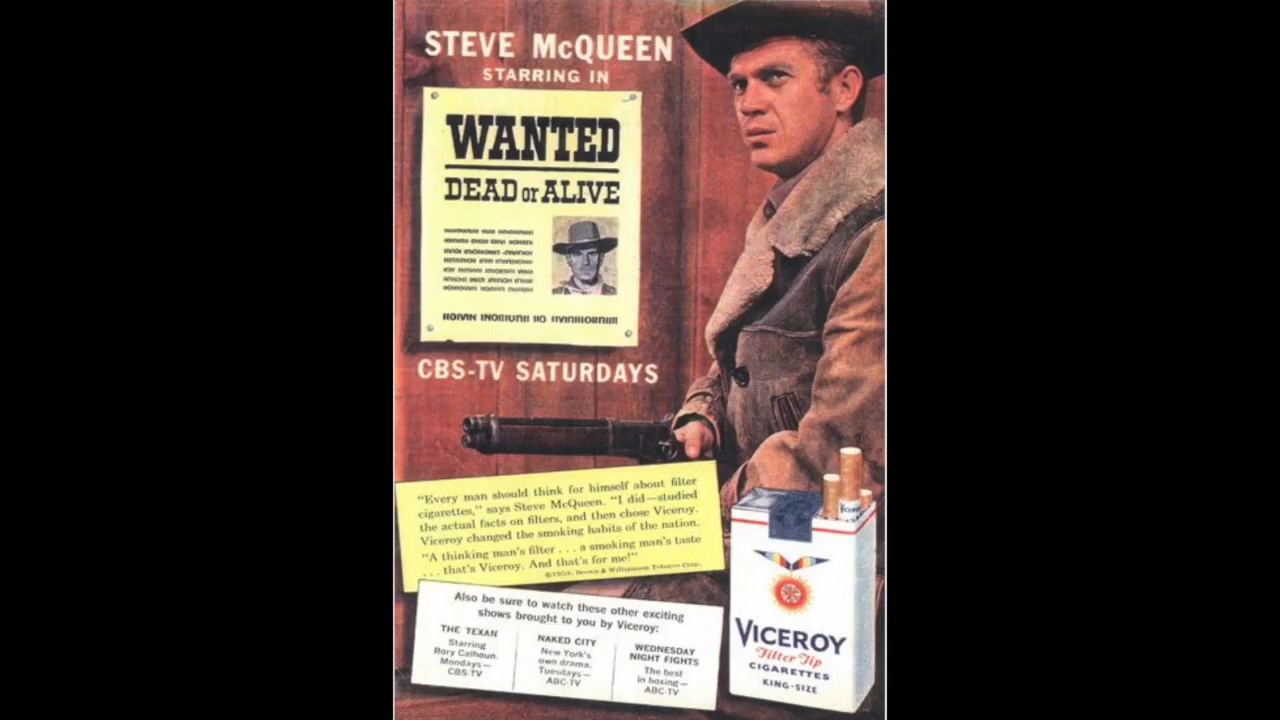 STEVE McQUEEN
STARRING IN
WANTED
DEAD or ALIVE
CBS-TV SATURDAYS
"Every man should think for himself about filter
cigarettes," says Steve McQueen. "I did—studied
the actual facts on filters, and then chose Viceroy.
Viceroy changed the smoking habits of the nation.
"A thinking man's filter . . . a smoking man's taste
. . . that's Viceroy. And that's for me!"
©1959, Brown & Williamson Tobacco Corp.
Also be sure to watch these other exciting
shows brought to you by Viceroy:
THE TEXAN
Starring
Rory Calhoun.
Mondays—
CBS-TV
NAKED CITY
New York's
own drama.
Tuesdays—
ABC-TV
WEDNESDAY
NIGHT FIGHTS
The best
in boxing—
ABC-TV
VICEROY
Filter Tip
CIGARETTES
KING-SIZE